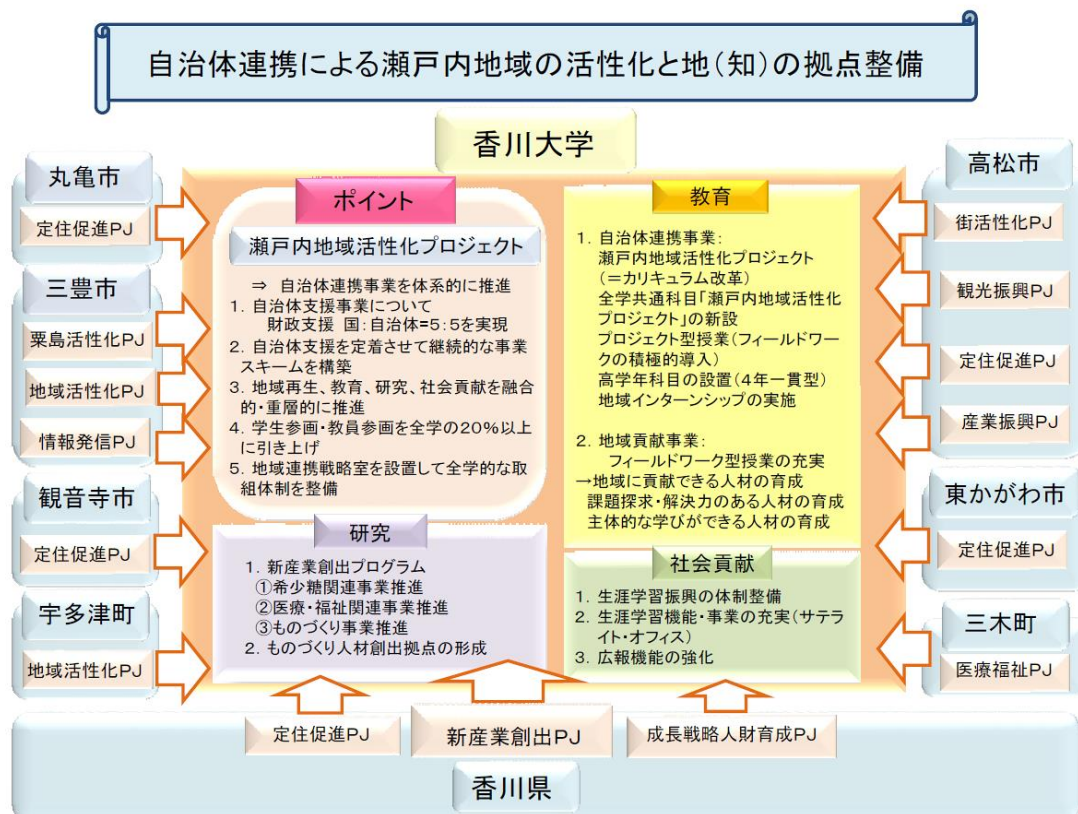 自治体連携による瀬戸内地域の活性化と地(知)の拠点整備
香川大学
丸亀市
定住促進PJ
三豊市
粟島活性化PJ
地域活性化PJ
情報発信PJ
観音寺市
定住促進PJ
宇多津町
地域活性化PJ
ポイント
瀬戸内地域活性化プロジェクト
⇒ 自治体連携事業を体系的に推進
1. 自治体支援事業について
財政支援 国:自治体=5:5を実現
2. 自治体支援を定着させて継続的な事業
スキームを構築
3. 地域再生、教育、研究、社会貢献を融合
的・重層的に推進
4. 学生参画・教員参画を全学の20%以上
に引き上げ
5. 地域連携戦略室を設置して全学的な取
組体制を整備
教育
1. 自治体連携事業:
瀬戸内地域活性化プロジェクト
(=カリキュラム改革)
全学共通科目「瀬戸内地域活性化
プロジェクト」の新設
プロジェクト型授業(フィールドワー
クの積極的導入)
高学年科目の設置(4年一貫型)
地域インターンシップの実施
2. 地域貢献事業:
フィールドワーク型授業の充実
→地域に貢献できる人材の育成
課題探求・解決力のある人材の育成
主体的な学びができる人材の育成
研究
1. 新産業創出プログラム
①希少糖関連事業推進
②医療・福祉関連事業推進
③ものづくり事業推進
2. ものづくり人材創出拠点の形成
社会貢献
1. 生涯学習振興の体制整備
2. 生涯学習機能・事業の充実(サテラ
イト・オフィス)
3. 広報機能の強化
高松市
街活性化PJ
観光振興PJ
定住促進PJ
産業振興PJ
東かがわ市
定住促進PJ
三木町
医療福祉PJ
定住促進PJ
新産業創出PJ
成長戦略人財育成PJ
香川県